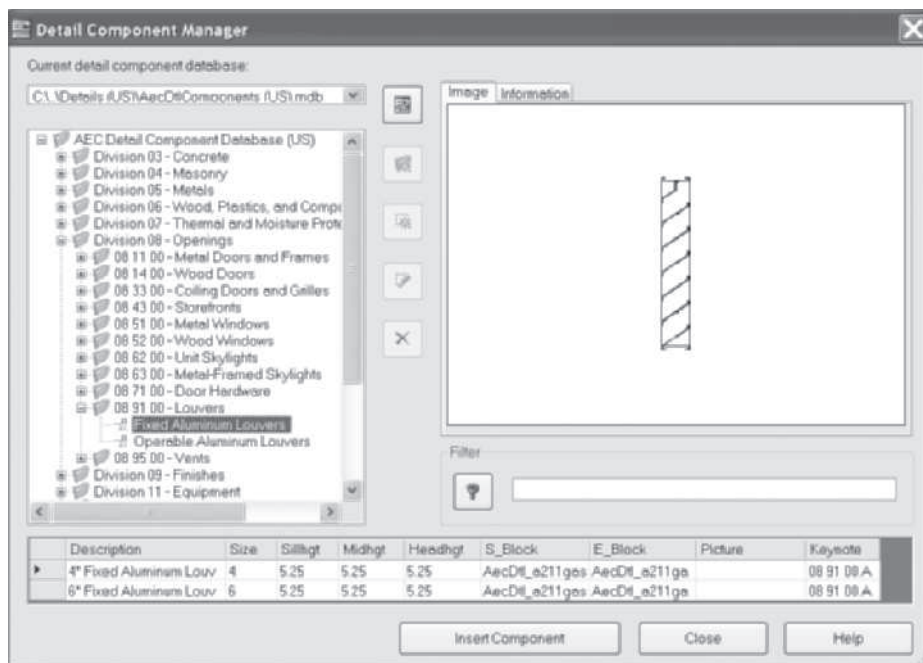 Detail Component Manager
Current detail component database:
C:\..\Details (US)\AecDtlComponents (US).mdb
Image Information
AEC Detail Component Database (US)
Division 03 - Concrete
Division 04 - Masonry
Division 05 - Metals
Division 06 - Wood, Plastics, and Compo
Division 07 - Thermal and Moisture Prote
Division 08 - Openings
08 11 00 - Metal Doors and Frames
08 14 00 - Wood Doors
08 33 00 - Coiling Doors and Grilles
08 43 00 - Storefronts
08 51 00 - Metal Windows
08 52 00 - Wood Windows
08 62 00 - Unit Skylights
08 63 00 - Metal-Framed Skylights
08 71 00 - Door Hardware
08 91 00 - Louvers
Fixed Aluminum Louvers
Operable Aluminum Louvers
08 95 00 - Vents
Division 09 - Finishes
Division 11 - Equipment
Filter
Description Size Sillhgt Midhgt Headhgt S_Block E_Block Picture Keynote
4" Fixed Aluminum Louv 4 5.25 5.25 5.25 AecDtl_a211gas AecDtl_a211ga 08 91 00.A
6" Fixed Aluminum Louv 6 5.25 5.25 5.25 AecDtl_a211gas AecDtl_a211ga 08 91 00.A
Insert Component Close Help